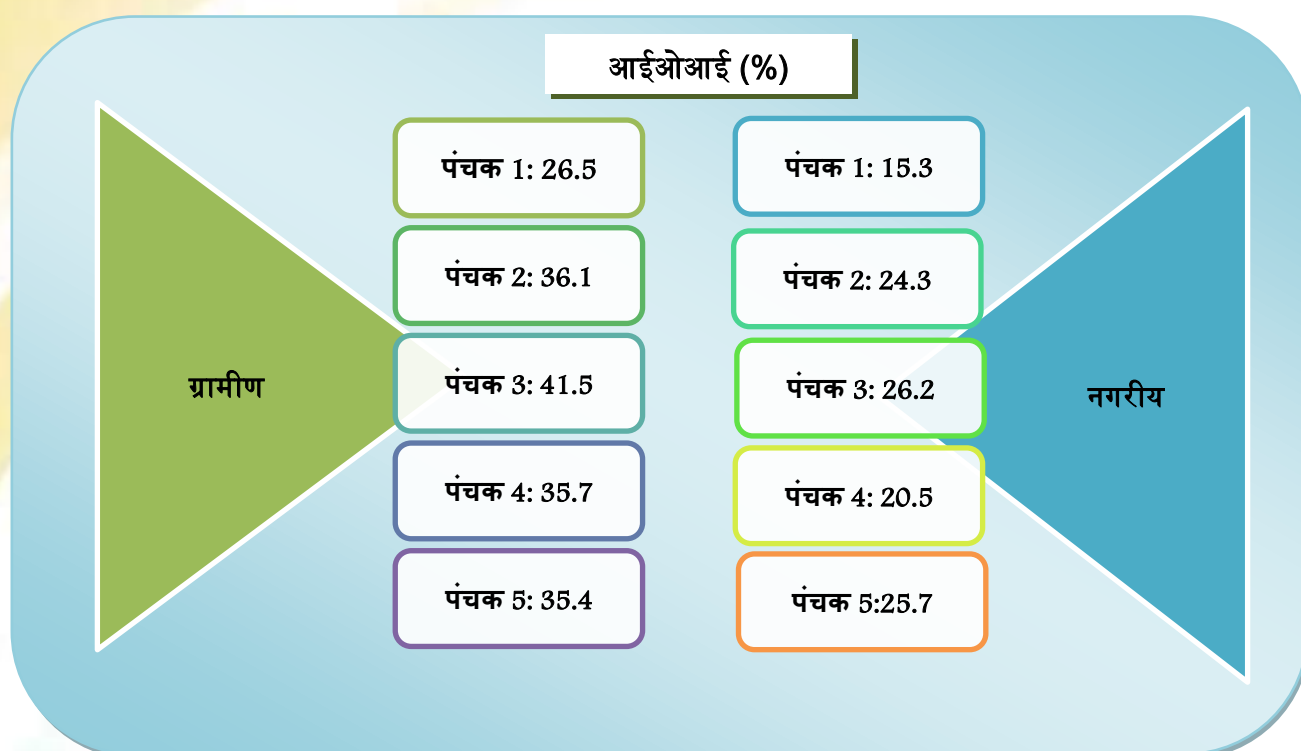 आईओआई (%)
ग्रामीण
पंचक 1: 26.5
पंचक 2: 36.1
पंचक 3: 41.5
पंचक 4: 35.7
पंचक 5: 35.4
पंचक 1: 15.3
पंचक 2: 24.3
पंचक 3: 26.2
पंचक 4: 20.5
पंचक 5:25.7
नगरीय